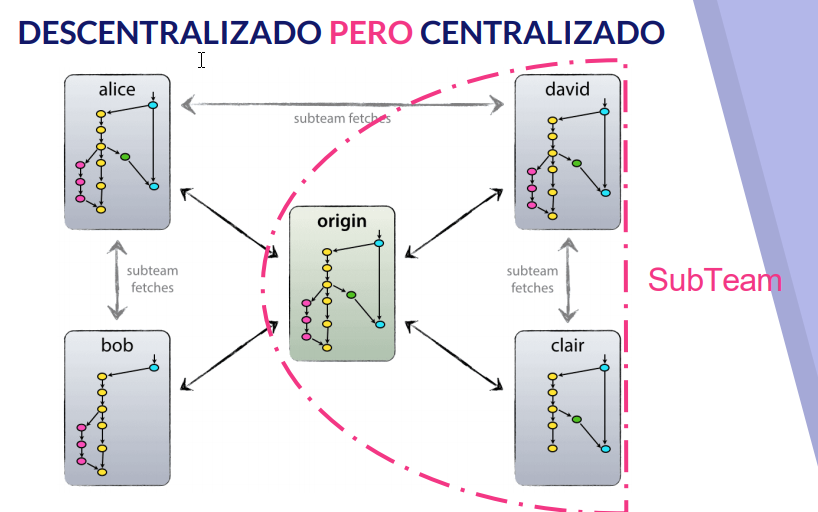 DESCENTRALIZADO PERO CENTRALIZADO
alice
david
subteam fetches
origin
subteam
fetches
subteam
fetches
SubTeam
bob
clair